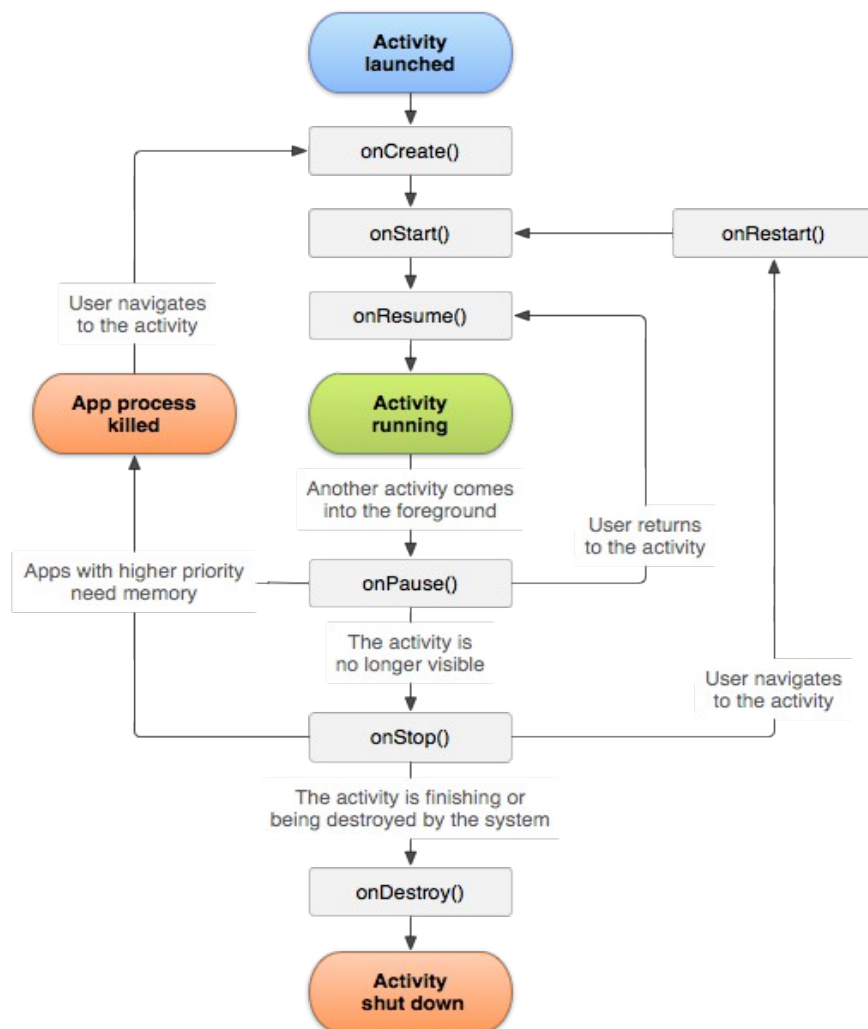 Activity
launched
onCreate()
onStart()
onRestart()
User navigates
to the activity
onResume()
App process
killed
Activity
running
Another activity comes
into the foreground
User returns
to the activity
Apps with higher priority
need memory
onPause()
The activity is
no longer visible
User navigates
to the activity
onStop()
The activity is finishing or
being destroyed by the system
onDestroy()
Activity
shut down